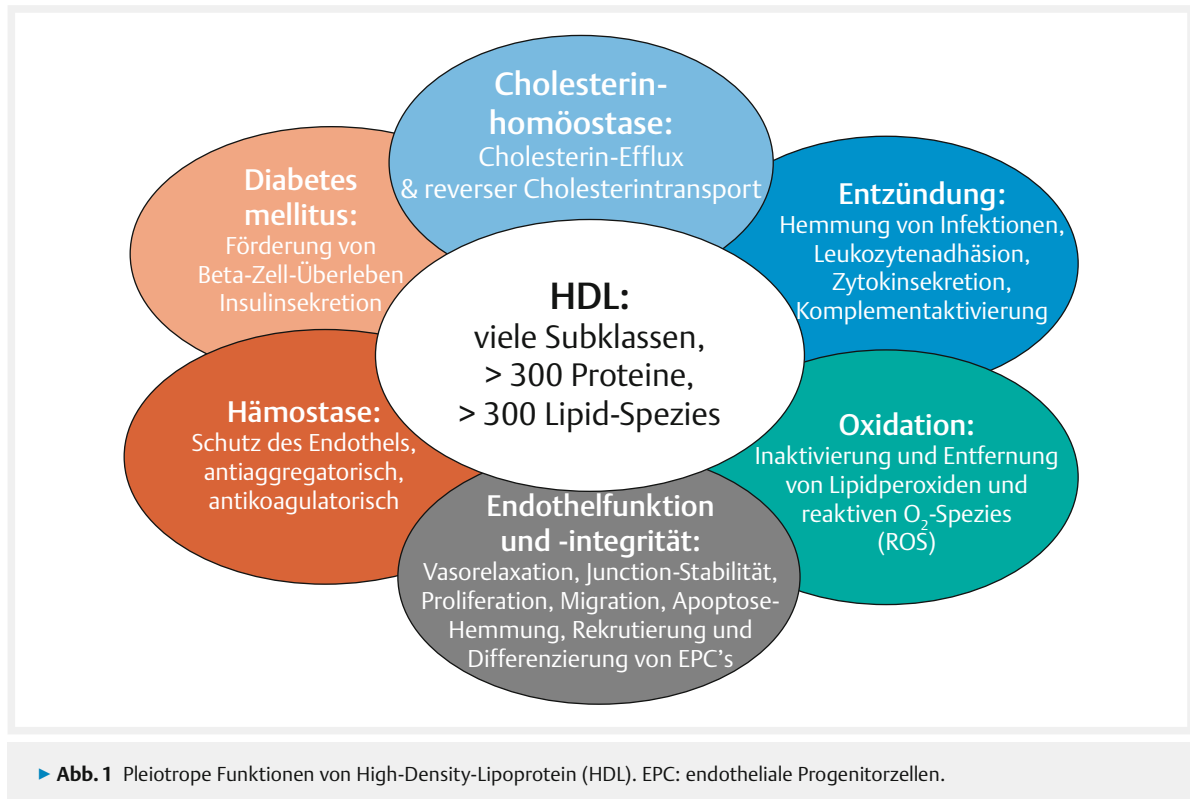 Cholesterin-
homöostase:
Cholesterin-Efflux
& reverser Cholesterintransport
Entzündung:
Hemmung von Infektionen,
Leukozytenadhäsion,
Zytokinsekretion,
Komplementaktivierung
Oxidation:
Inaktivierung und Entfernung
von Lipidperoxiden und
reaktiven O₂-Spezies
(ROS)
Endothelfunktion
und -integrität:
Vasorelaxation, Junction-Stabilität,
Proliferation, Migration, Apoptose-
Hemmung, Rekrutierung und
Differenzierung von EPC’s
Hämostase:
Schutz des Endothels,
antiaggregatorisch,
antikoagulatorisch
Diabetes
mellitus:
Förderung von
Beta-Zell-Überleben
Insulinsekretion
HDL:
viele Subklassen,
> 300 Proteine,
> 300 Lipid-Spezies
▶ Abb. 1 Pleiotrope Funktionen von High-Density-Lipoprotein (HDL). EPC: endotheliale Progenitorzellen.